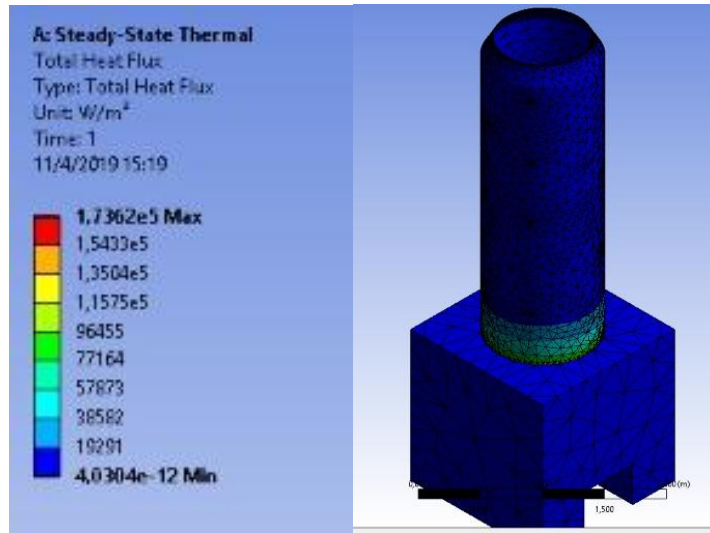 A: Steady-State Thermal
Total Heat Flux
Type: Total Heat Flux
Unit: W/m²
Time: 1
11/4/2019 15:19
1,7362e5 Max
1,5433e5
1,3504e5
1,1575e5
96455
77164
57873
38582
19291
4,0304e-12 Min
(m)
1,500